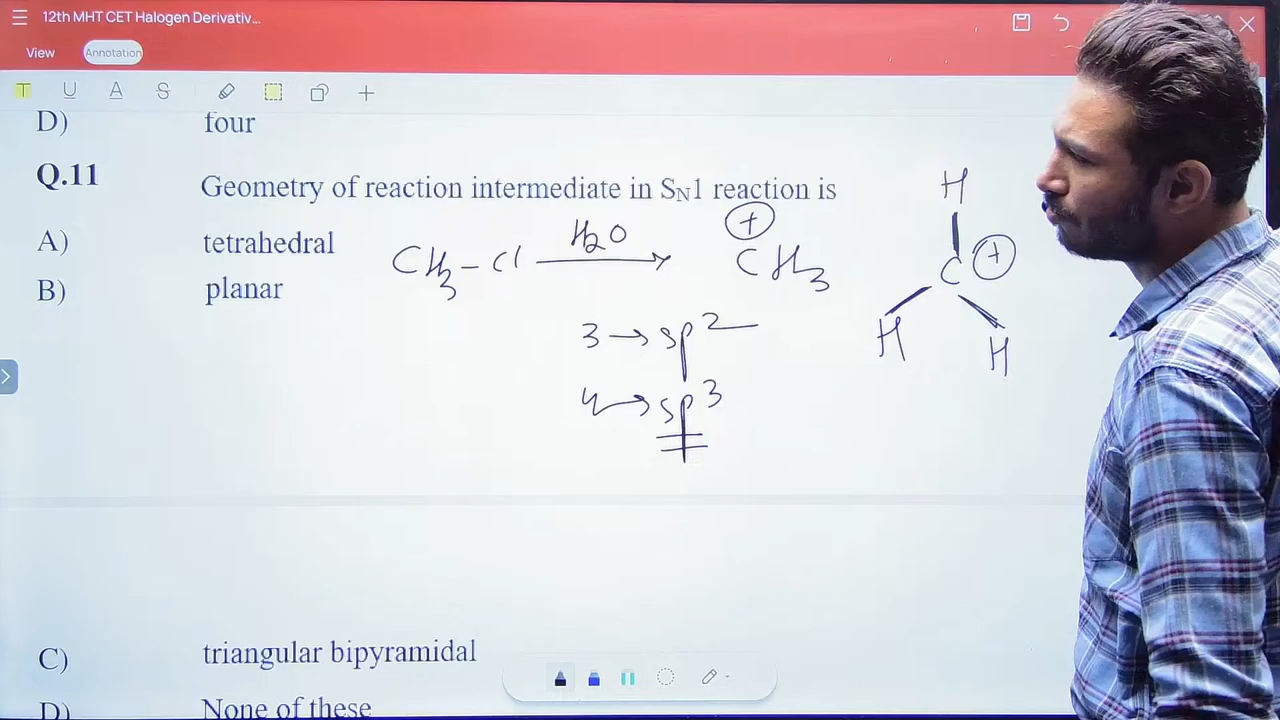 12th MHT CET Halogen Derivativ...
View Annotation
T U A S
D) four
Q.11 Geometry of reaction intermediate in SN1 reaction is
A) tetrahedral
B) planar
CH3-Cl H2O → + CH3
3 → sp2
4 → sp3
H
C +
H H
C) triangular bipyramidal
D) None of these